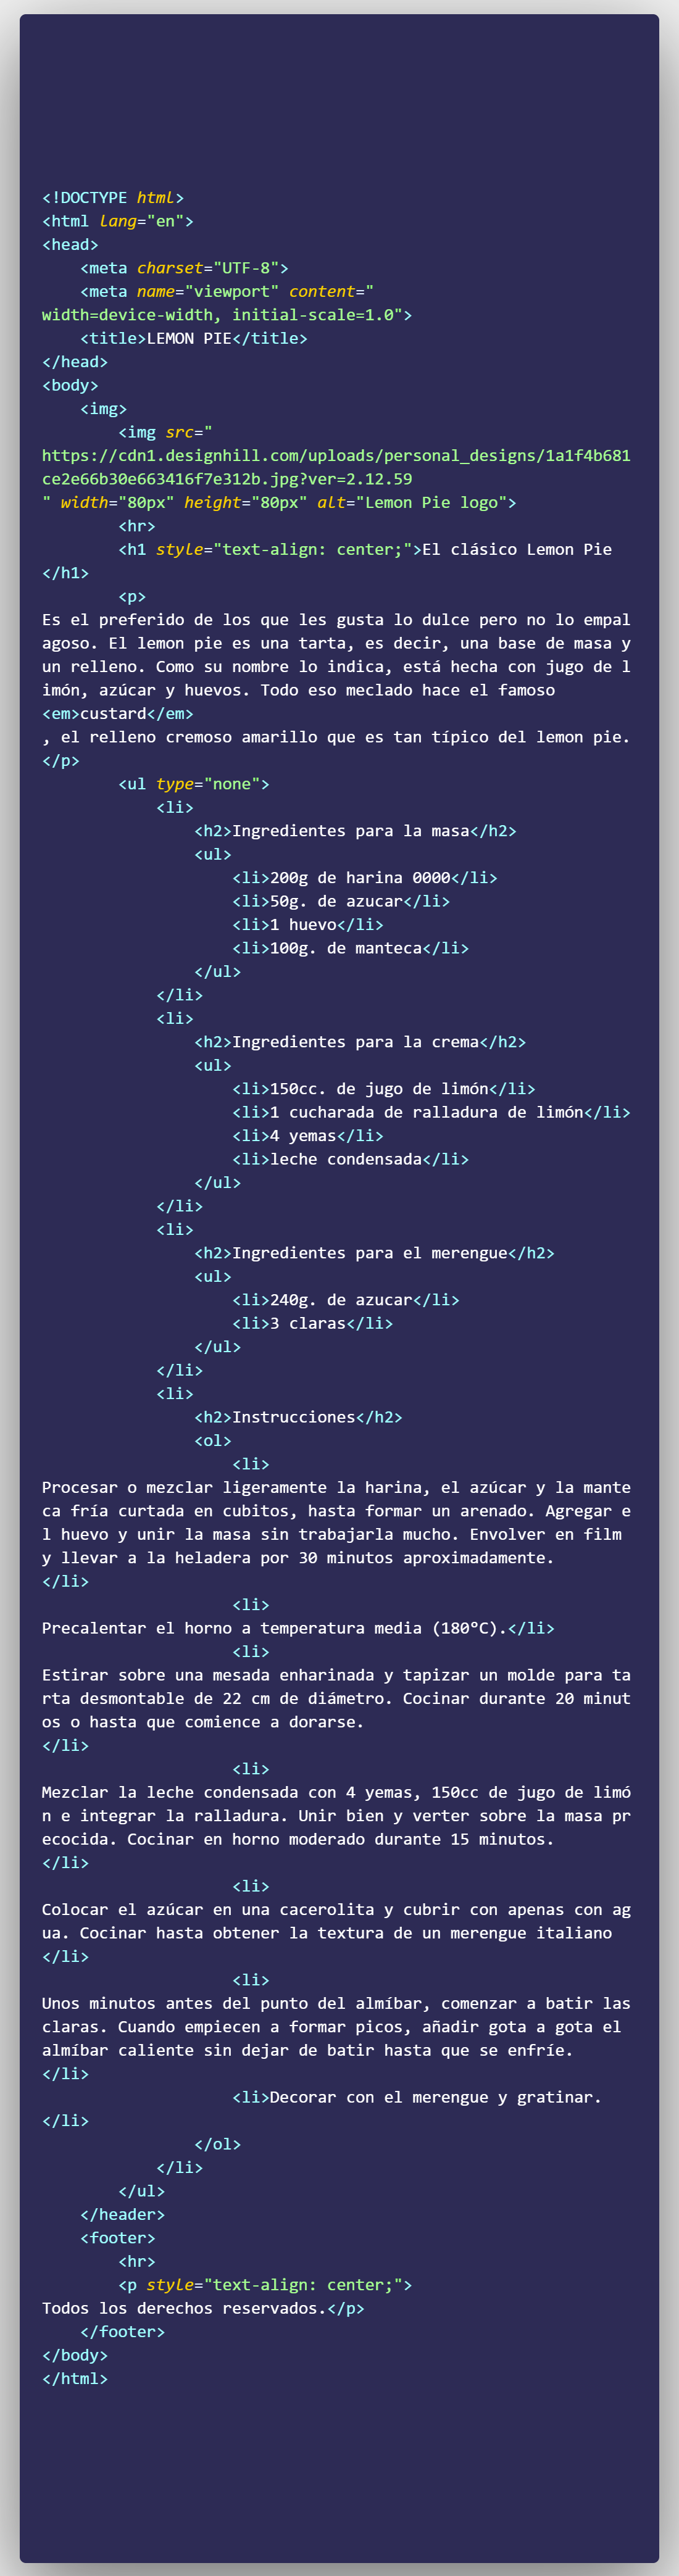 <!DOCTYPE html>
<html lang="en">
<head>
    <meta charset="UTF-8">
    <meta name="viewport" content="
width=device-width, initial-scale=1.0">
    <title>LEMON PIE</title>
</head>
<body>
    <img>
        <img src="
https://cdn1.designhill.com/uploads/personal_designs/1a1f4b681
ce2e66b30e663416f7e312b.jpg?ver=2.12.59
" width="80px" height="80px" alt="Lemon Pie logo">
        <hr>
        <h1 style="text-align: center;">El clásico Lemon Pie
</h1>
        <p>
Es el preferido de los que les gusta lo dulce pero no lo empal
agoso. El lemon pie es una tarta, es decir, una base de masa y
un relleno. Como su nombre lo indica, está hecha con jugo de l
imón, azúcar y huevos. Todo eso meclado hace el famoso
<em>custard</em>
, el relleno cremoso amarillo que es tan típico del lemon pie.
</p>
        <ul type="none">
            <li>
                <h2>Ingredientes para la masa</h2>
                <ul>
                    <li>200g de harina 0000</li>
                    <li>50g. de azucar</li>
                    <li>1 huevo</li>
                    <li>100g. de manteca</li>
                </ul>
            </li>
            <li>
                <h2>Ingredientes para la crema</h2>
                <ul>
                    <li>150cc. de jugo de limón</li>
                    <li>1 cucharada de ralladura de limón</li>
                    <li>4 yemas</li>
                    <li>leche condensada</li>
                </ul>
            </li>
            <li>
                <h2>Ingredientes para el merengue</h2>
                <ul>
                    <li>240g. de azucar</li>
                    <li>3 claras</li>
                </ul>
            </li>
            <li>
                <h2>Instrucciones</h2>
                <ol>
                    <li>
Procesar o mezclar ligeramente la harina, el azúcar y la mante
ca fría curtada en cubitos, hasta formar un arenado. Agregar e
l huevo y unir la masa sin trabajarla mucho. Envolver en film
y llevar a la heladera por 30 minutos aproximadamente.
</li>
                    <li>
Precalentar el horno a temperatura media (180ºC).</li>
                    <li>
Estirar sobre una mesada enharinada y tapizar un molde para ta
rta desmontable de 22 cm de diámetro. Cocinar durante 20 minut
os o hasta que comience a dorarse.
</li>
                    <li>
Mezclar la leche condensada con 4 yemas, 150cc de jugo de limó
n e integrar la ralladura. Unir bien y verter sobre la masa pr
ecocida. Cocinar en horno moderado durante 15 minutos.
</li>
                    <li>
Colocar el azúcar en una cacerolita y cubrir con apenas con ag
ua. Cocinar hasta obtener la textura de un merengue italiano
</li>
                    <li>
Unos minutos antes del punto del almíbar, comenzar a batir las
claras. Cuando empiecen a formar picos, añadir gota a gota el
almíbar caliente sin dejar de batir hasta que se enfríe.
</li>
                    <li>Decorar con el merengue y gratinar.
</li>
                </ol>
            </li>
        </ul>
    </header>
    <footer>
        <hr>
        <p style="text-align: center;">
Todos los derechos reservados.</p>
    </footer>
</body>
</html>